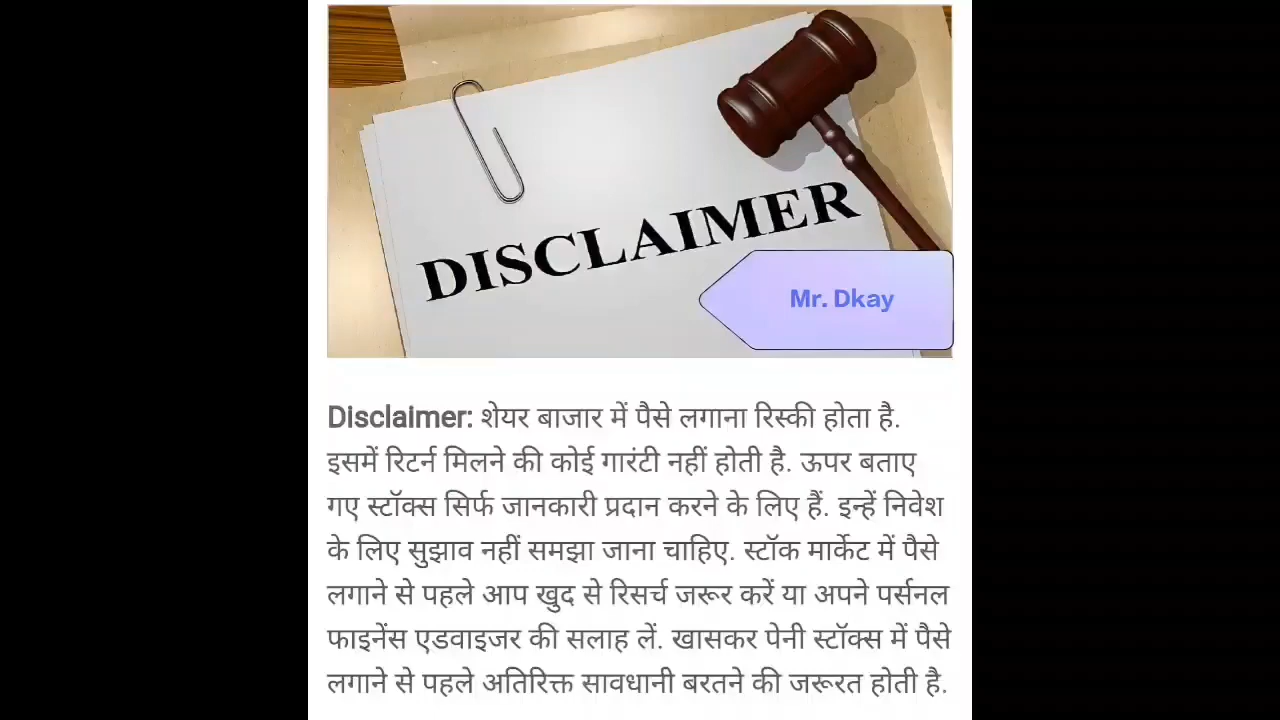 DISCLAIMER
Mr. Dkay
Disclaimer: शेयर बाजार में पैसे लगाना रिस्की होता है.
इसमें रिटर्न मिलने की कोई गारंटी नहीं होती है. ऊपर बताए
गए स्टॉक्स सिर्फ जानकारी प्रदान करने के लिए हैं. इन्हें निवेश
के लिए सुझाव नहीं समझा जाना चाहिए. स्टॉक मार्केट में पैसे
लगाने से पहले आप खुद से रिसर्च जरूर करें या अपने पर्सनल
फाइनेंस एडवाइजर की सलाह लें. खासकर पेनी स्टॉक्स में पैसे
लगाने से पहले अतिरिक्त सावधानी बरतने की जरूरत होती है.